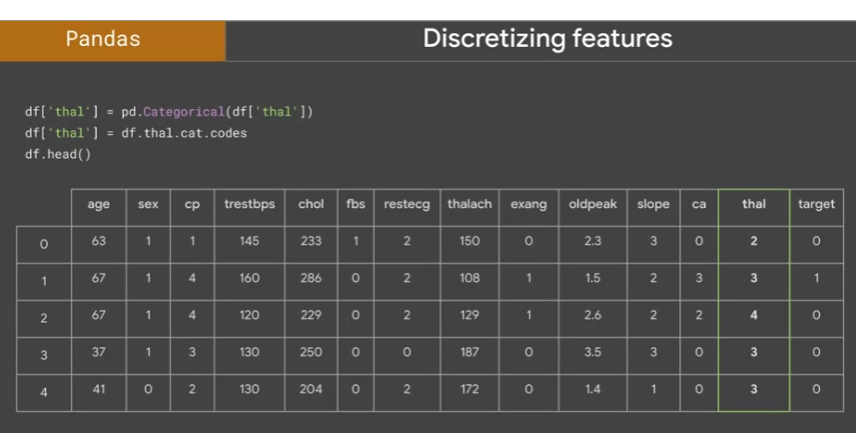 Pandas
Discretizing features
df['thal'] = pd.Categorical(df['thal'])
df['thal'] = df.thal.cat.codes
df.head()
age sex cp trestbps chol fbs restecg thalach exang oldpeak slope ca thal target
0 63 1 1 145 233 1 2 150 0 2.3 3 0 2 0
1 67 1 4 160 286 0 2 108 1 1.5 2 3 3 1
2 67 1 4 120 229 0 2 129 1 2.6 2 2 4 0
3 37 1 3 130 250 0 0 187 0 3.5 3 0 3 0
4 41 0 2 130 204 0 2 172 0 1.4 1 0 3 0